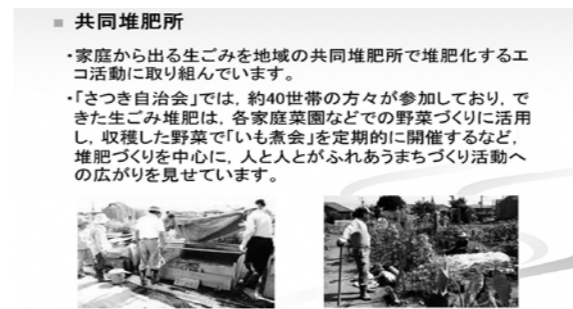 ■ 共同堆肥所
・家庭から出る生ごみを地域の共同堆肥所で堆肥化するエ
コ活動に取り組んでいます。
・「さつき自治会」では，約40世帯の方々が参加しており，で
きた生ごみ堆肥は，各家庭菜園などでの野菜づくりに活用
し，収穫した野菜で「いも煮会」を定期的に開催するなど，
堆肥づくりを中心に，人と人とがふれあうまちづくり活動へ
の広がりを見せています。